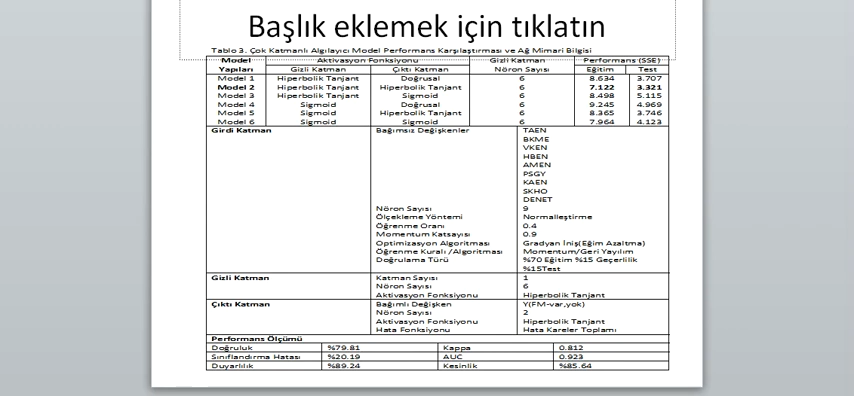 Başlık eklemek için tıklatın
Tablo 3. Çok Katmanlı Algılayıcı Model Performans Karşılaştırması ve Ağ Mimari Bilgisi
Model Yapıları Aktivasyon Fonksiyonu Gizli Katman Nöron Sayısı Performans (SSE)
Gizli Katman Çıktı Katman Eğitim Test
Model 1 Hiperbolik Tanjant Doğrusal 6 8.634 3.707
Model 2 Hiperbolik Tanjant Hiperbolik Tanjant 6 7.122 3.321
Model 3 Hiperbolik Tanjant Sigmoid 6 8.498 5.115
Model 4 Sigmoid Doğrusal 6 9.245 4.969
Model 5 Sigmoid Hiperbolik Tanjant 6 8.365 3.746
Model 6 Sigmoid Sigmoid 6 7.964 4.123
Girdi Katman Bağımsız Değişkenler TAEN
BKME
VKEN
HBEN
AMEN
PSGY
KAEN
SKHO
DENET
Nöron Sayısı 9
Ölçekleme Yöntemi Normalleştirme
Öğrenme Oranı 0.4
Momentum Katsayısı 0.9
Optimizasyon Algoritması Gradyan İniş(Eğim Azaltma)
Öğrenme Kuralı /Algoritması Momentum/Geri Yayılım
Doğrulama Türü %70 Eğitim %15 Geçerlilik
%15Test
Gizli Katman Katman Sayısı 1
Nöron Sayısı 6
Aktivasyon Fonksiyonu Hiperbolik Tanjant
Çıktı Katman Bağımlı Değişken Y(FM-var,yok)
Nöron Sayısı 2
Aktivasyon Fonksiyonu Hiperbolik Tanjant
Hata Fonksiyonu Hata Kareler Toplamı
Performans Ölçümü
Doğruluk %79.81 Kappa 0.812
Sınıflandırma Hatası %20.19 AUC 0.923
Duyarlılık %89.24 Kesinlik %85.64